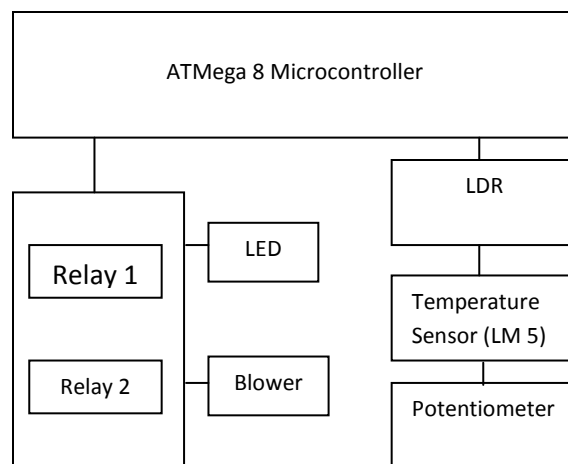 ATMega 8 Microcontroller
LDR
LED
Relay 1
Temperature
Sensor (LM 5)
Relay 2
Blower
Potentiometer